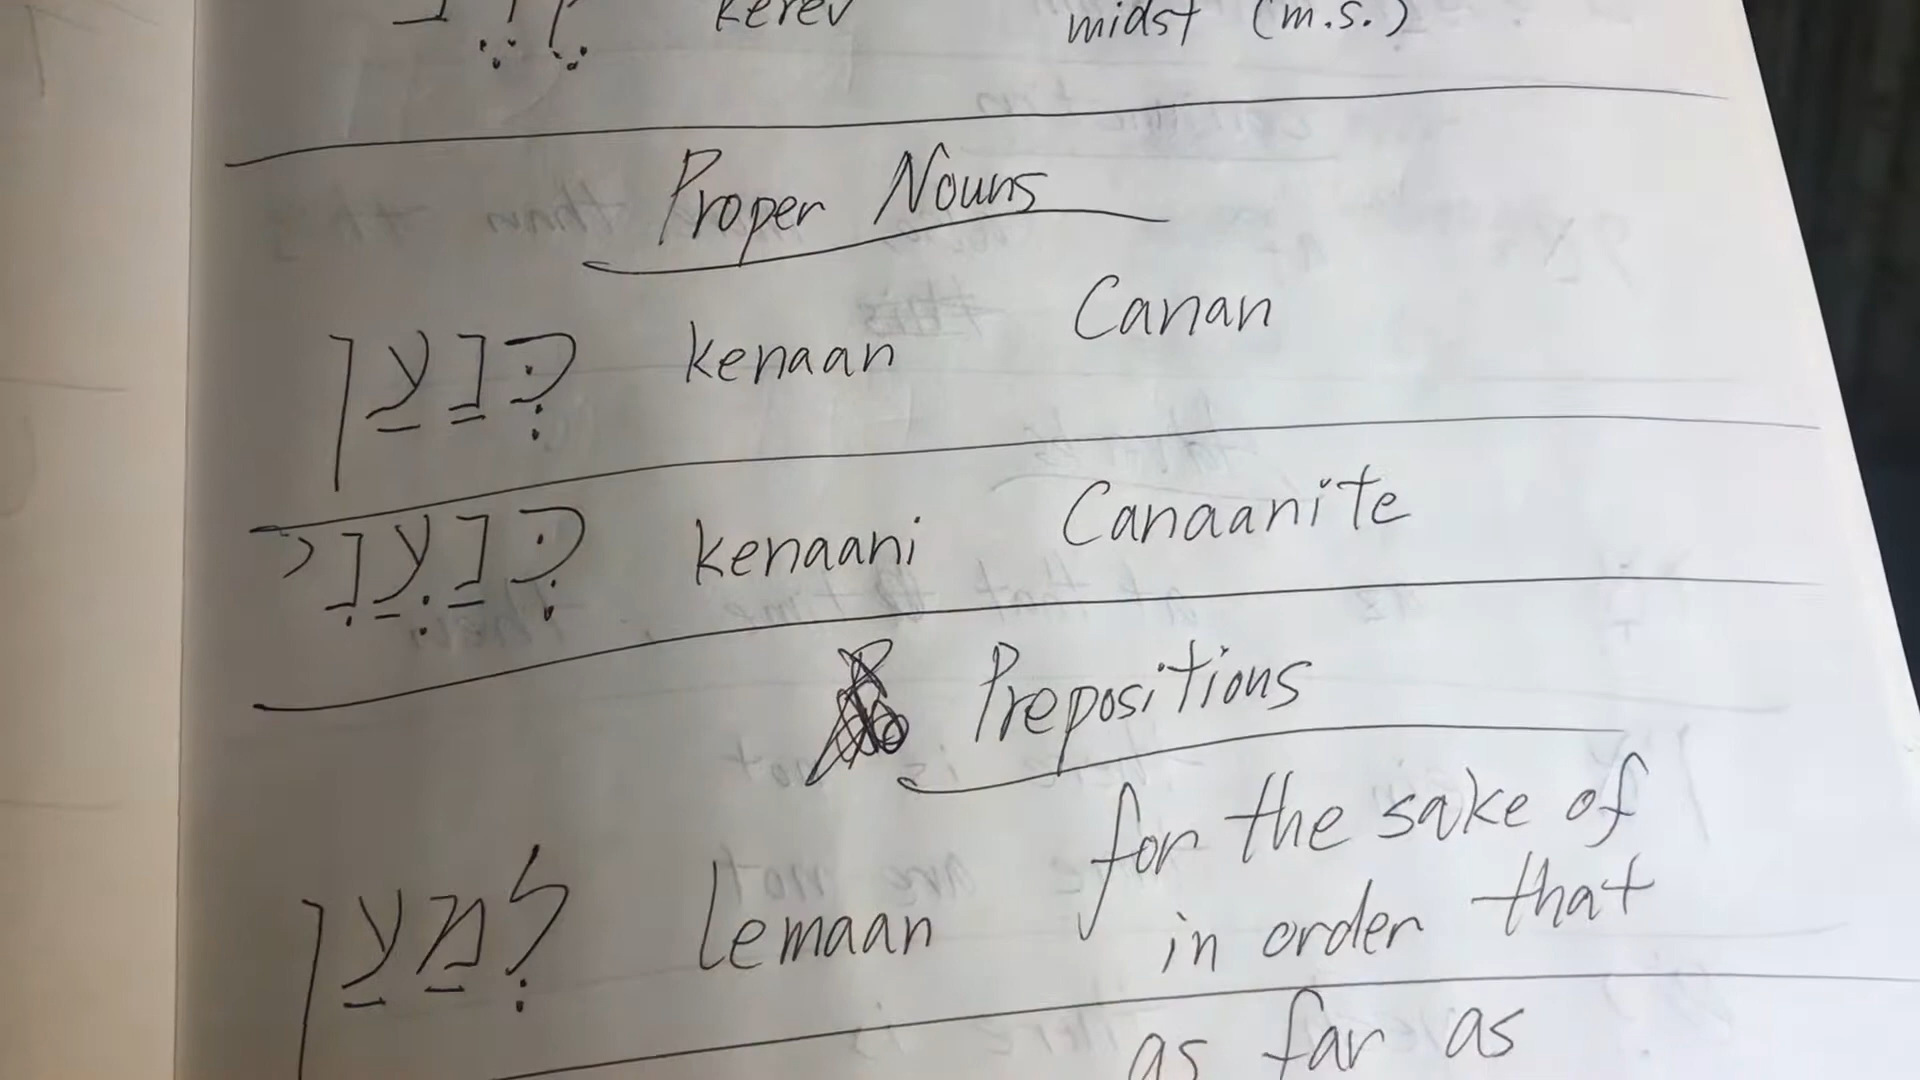 kerev midst (m.s.)
Proper Nouns
כְּנַעַן kenaan Canan
כְּנַעֲנִי kenaani Canaanite
Prepositions
לְמַעַן lemaan for the sake of
in order that
as far as